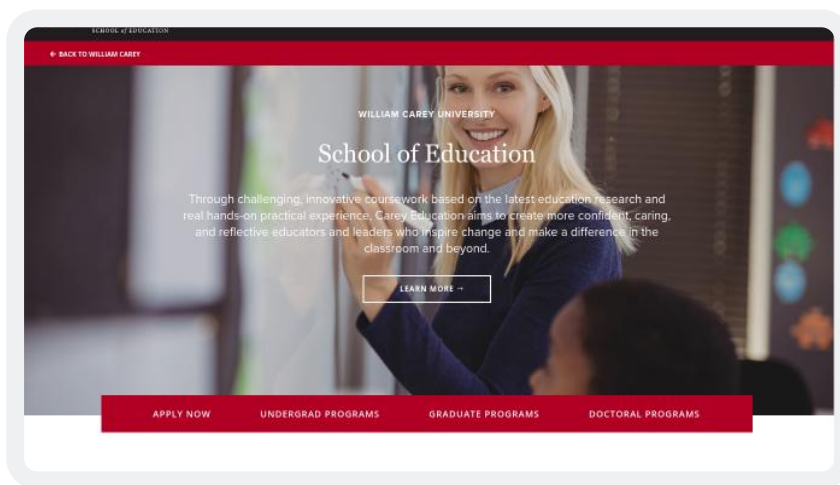 SCHOOL of EDUCATION
← BACK TO WILLIAM CAREY
WILLIAM CAREY UNIVERSITY
School of Education
Through challenging, innovative coursework based on the latest education research and
real hands-on practical experience, Carey Education aims to create more confident, caring,
and reflective educators and leaders who inspire change and make a difference in the
classroom and beyond.
LEARN MORE →
APPLY NOW UNDERGRAD PROGRAMS GRADUATE PROGRAMS DOCTORAL PROGRAMS